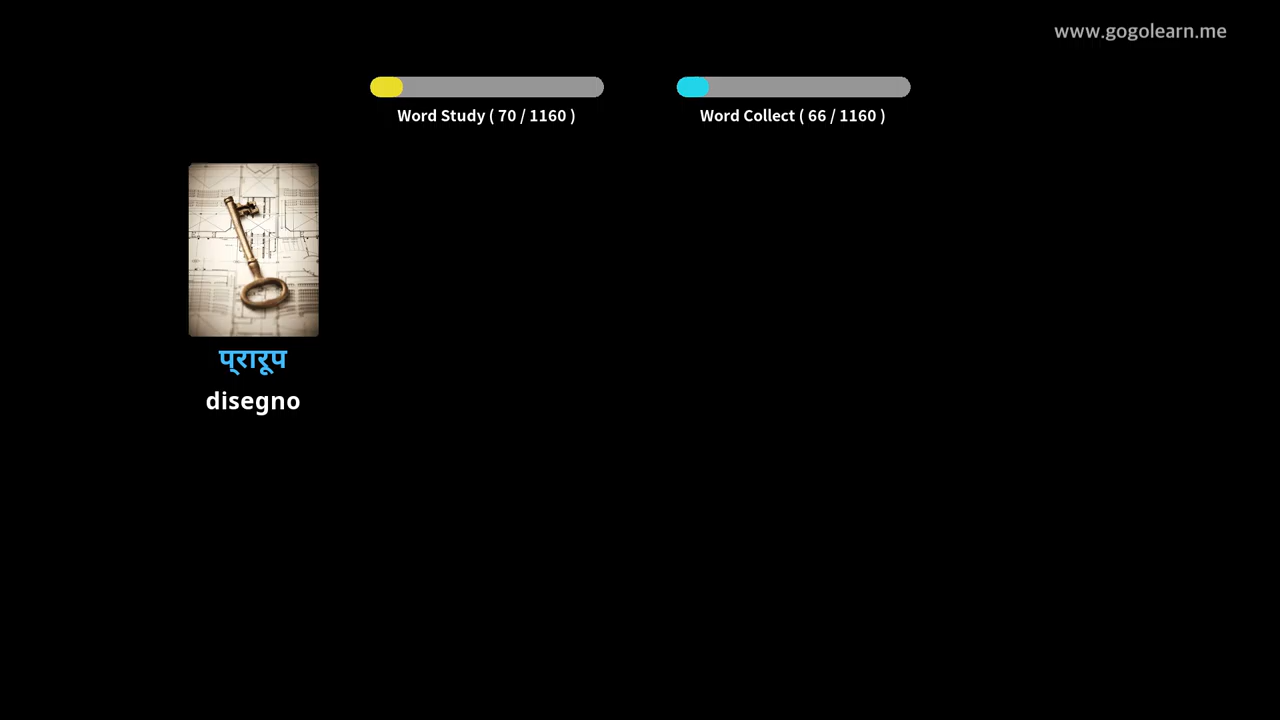 www.gogolearn.me
Word Study ( 70 / 1160 )
Word Collect ( 66 / 1160 )
प्रारूप
disegno